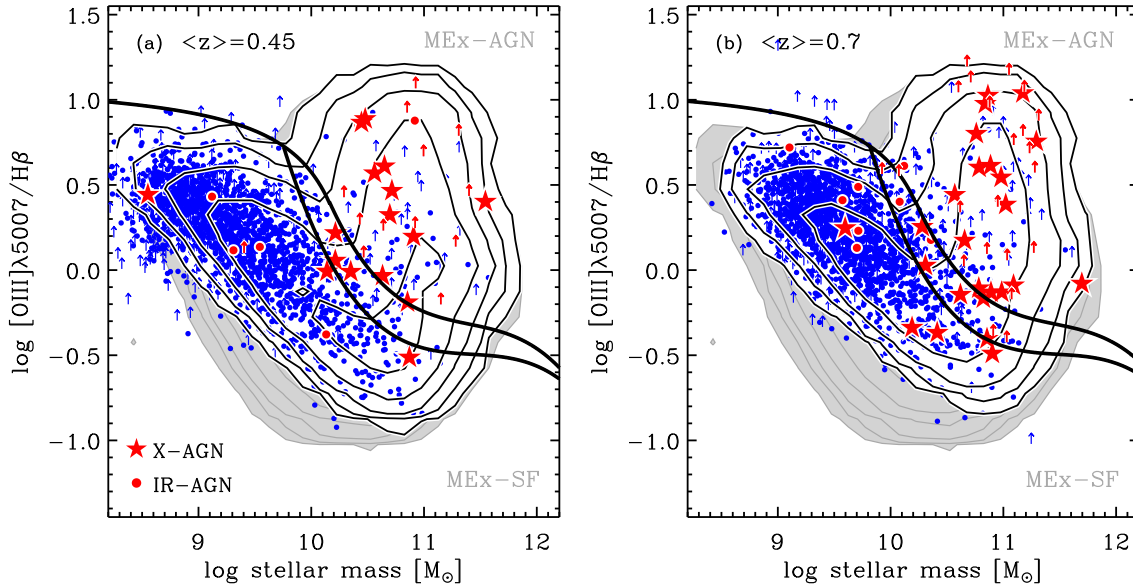 (a) <z>=0.45
MEx-AGN
1.5
1.0
0.5
0.0
−0.5
−1.0
log [OIII]λ5007/Hβ
★ X-AGN
● IR-AGN
MEx-SF
9 10 11 12
log stellar mass [M☉]
(b) <z>=0.7
MEx-AGN
1.5
1.0
0.5
0.0
−0.5
−1.0
log [OIII]λ5007/Hβ
MEx-SF
9 10 11 12
log stellar mass [M☉]